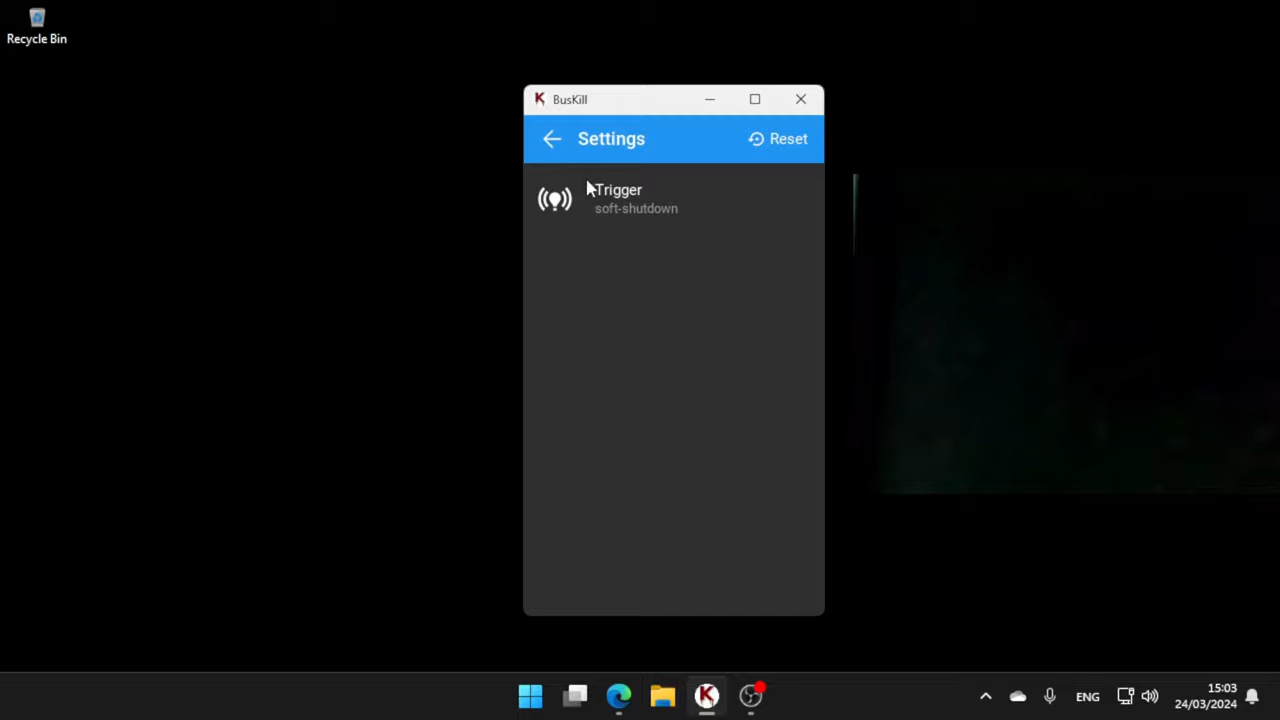 Recycle Bin
BusKill
Settings
Reset
Trigger
soft-shutdown
ENG
15:03
24/03/2024